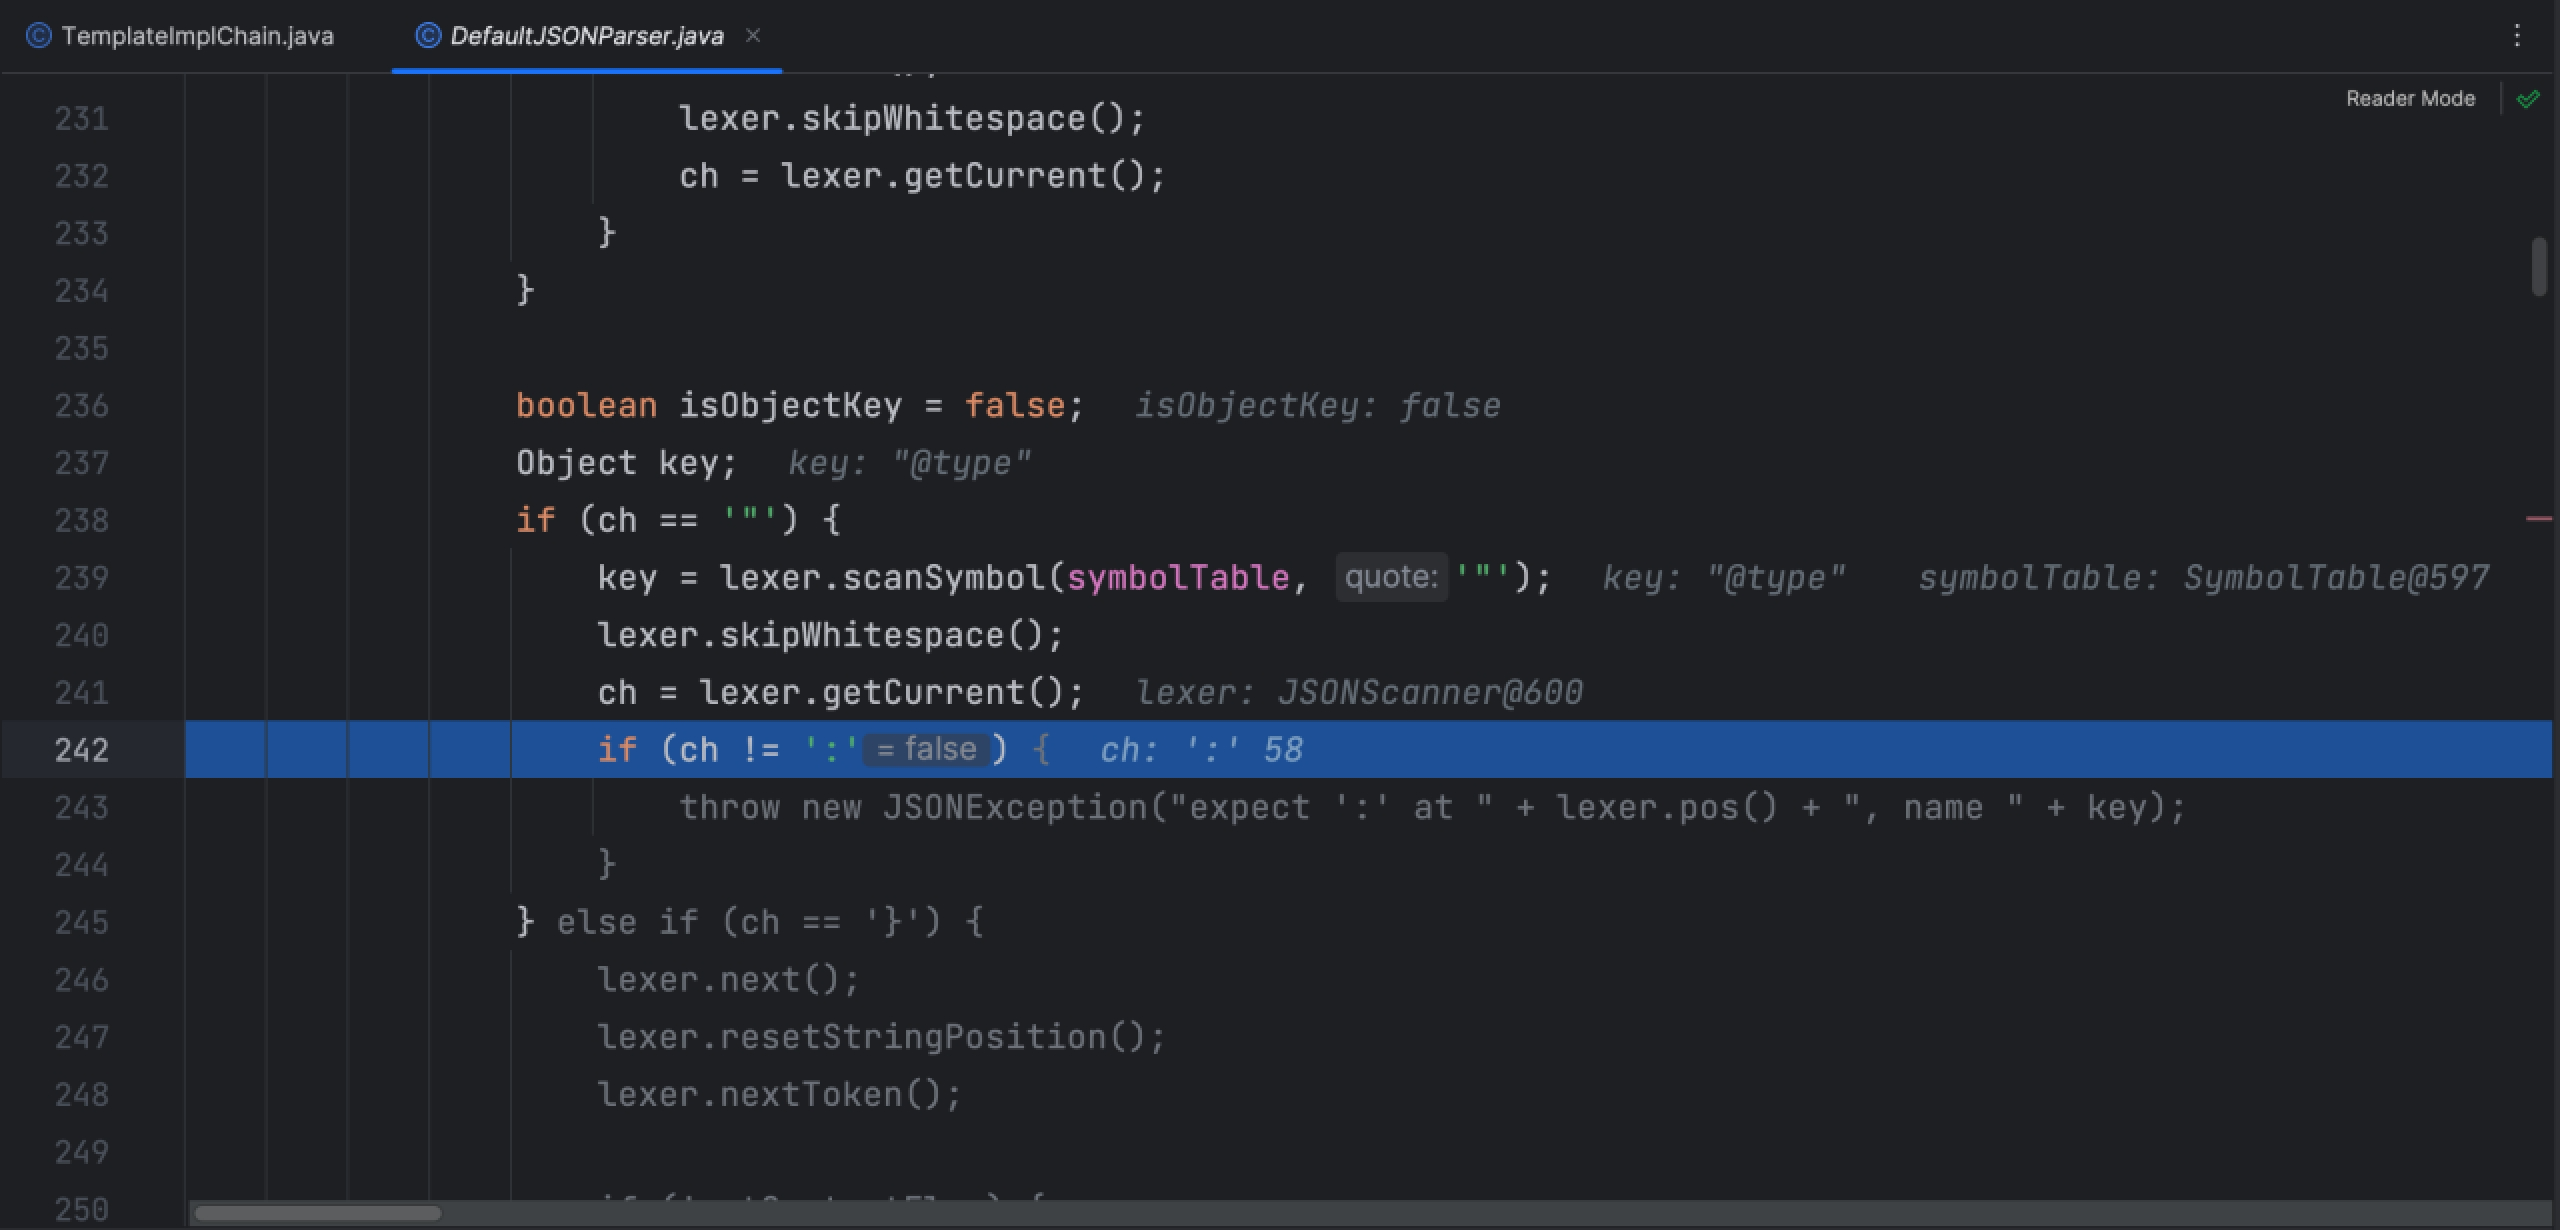 TemplateImplChain.java
DefaultJSONParser.java
Reader Mode
231 lexer.skipWhitespace();
232 ch = lexer.getCurrent();
233 }
234 }
235
236 boolean isObjectKey = false; isObjectKey: false
237 Object key; key: "@type"
238 if (ch == '"') {
239 key = lexer.scanSymbol(symbolTable, quote: '"'); key: "@type" symbolTable: SymbolTable@597
240 lexer.skipWhitespace();
241 ch = lexer.getCurrent(); lexer: JSONScanner@600
242 if (ch != ':' = false ) { ch: ':' 58
243 throw new JSONException("expect ':' at " + lexer.pos() + ", name " + key);
244 }
245 } else if (ch == '}') {
246 lexer.next();
247 lexer.resetStringPosition();
248 lexer.nextToken();
249
250